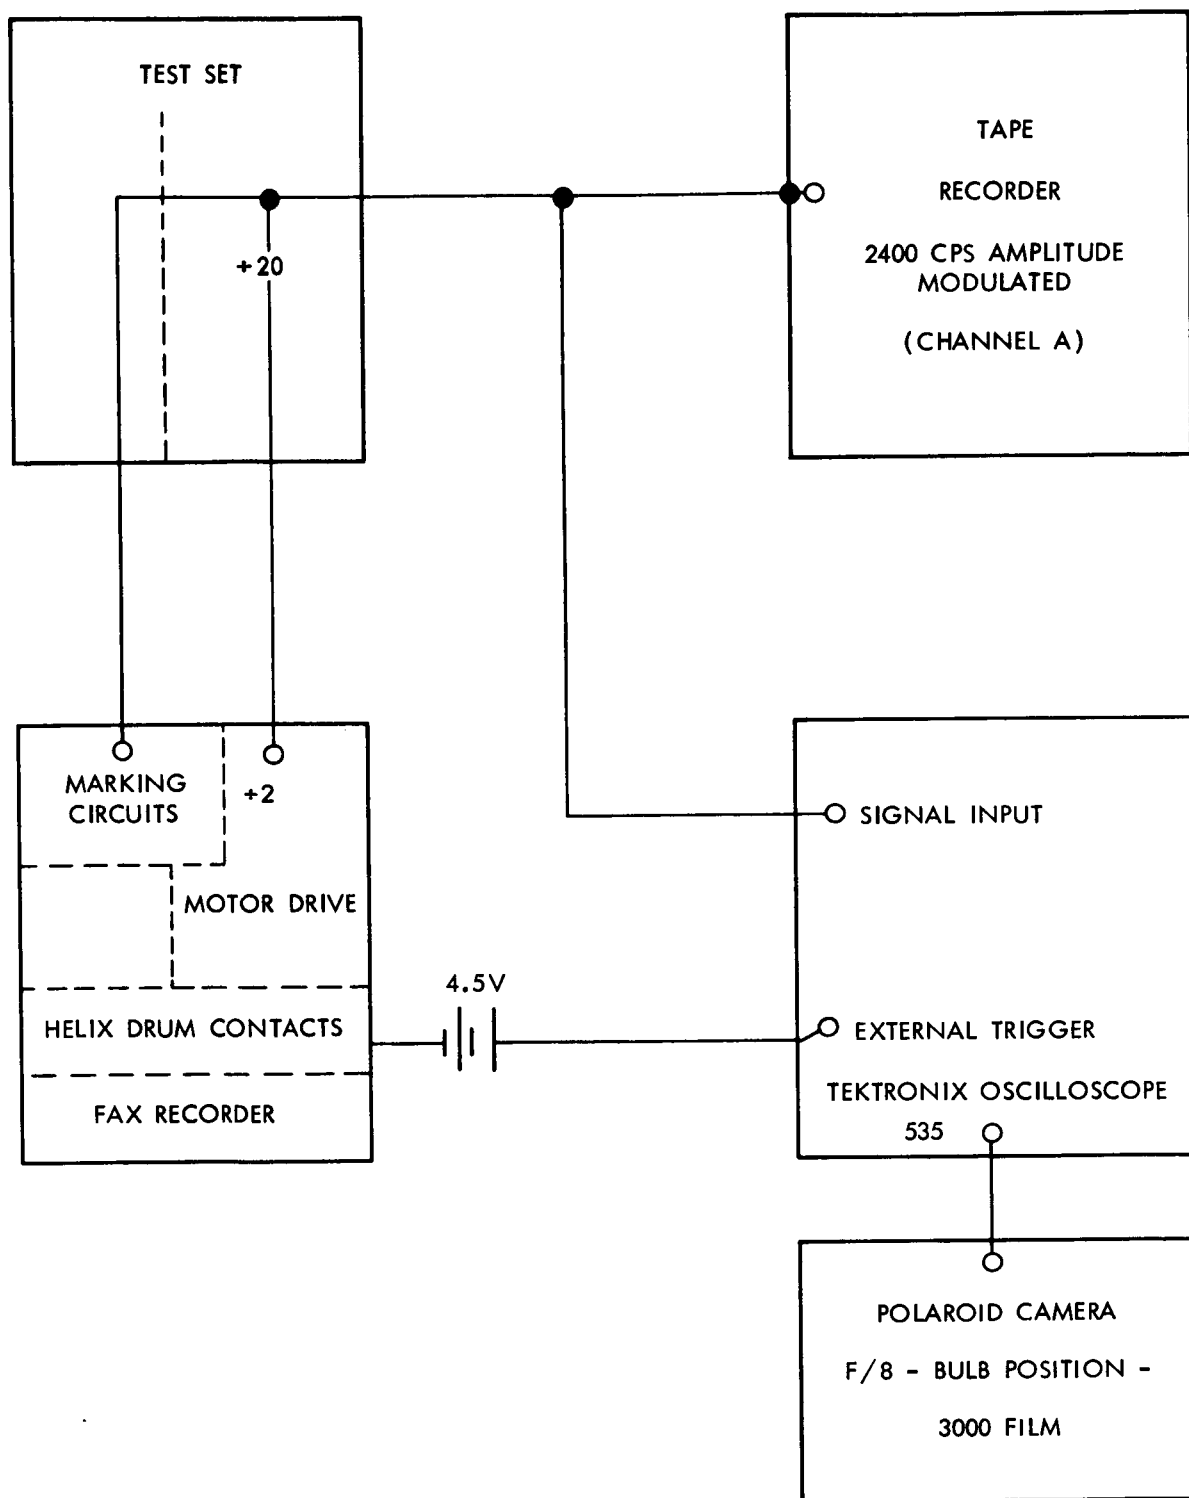 TEST SET
+20
TAPE
RECORDER
2400 CPS AMPLITUDE
MODULATED
(CHANNEL A)
MARKING
CIRCUITS
+2
MOTOR DRIVE
HELIX DRUM CONTACTS
FAX RECORDER
4.5V
SIGNAL INPUT
EXTERNAL TRIGGER
TEKTRONIX OSCILLOSCOPE
535
POLAROID CAMERA
F/8 - BULB POSITION -
3000 FILM